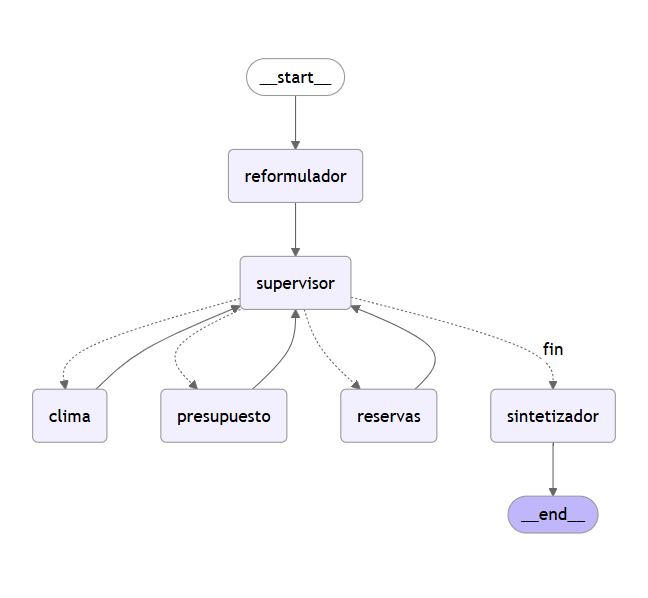 __start__
reformulador
supervisor
fin
clima
presupuesto
reservas
sintetizador
__end__